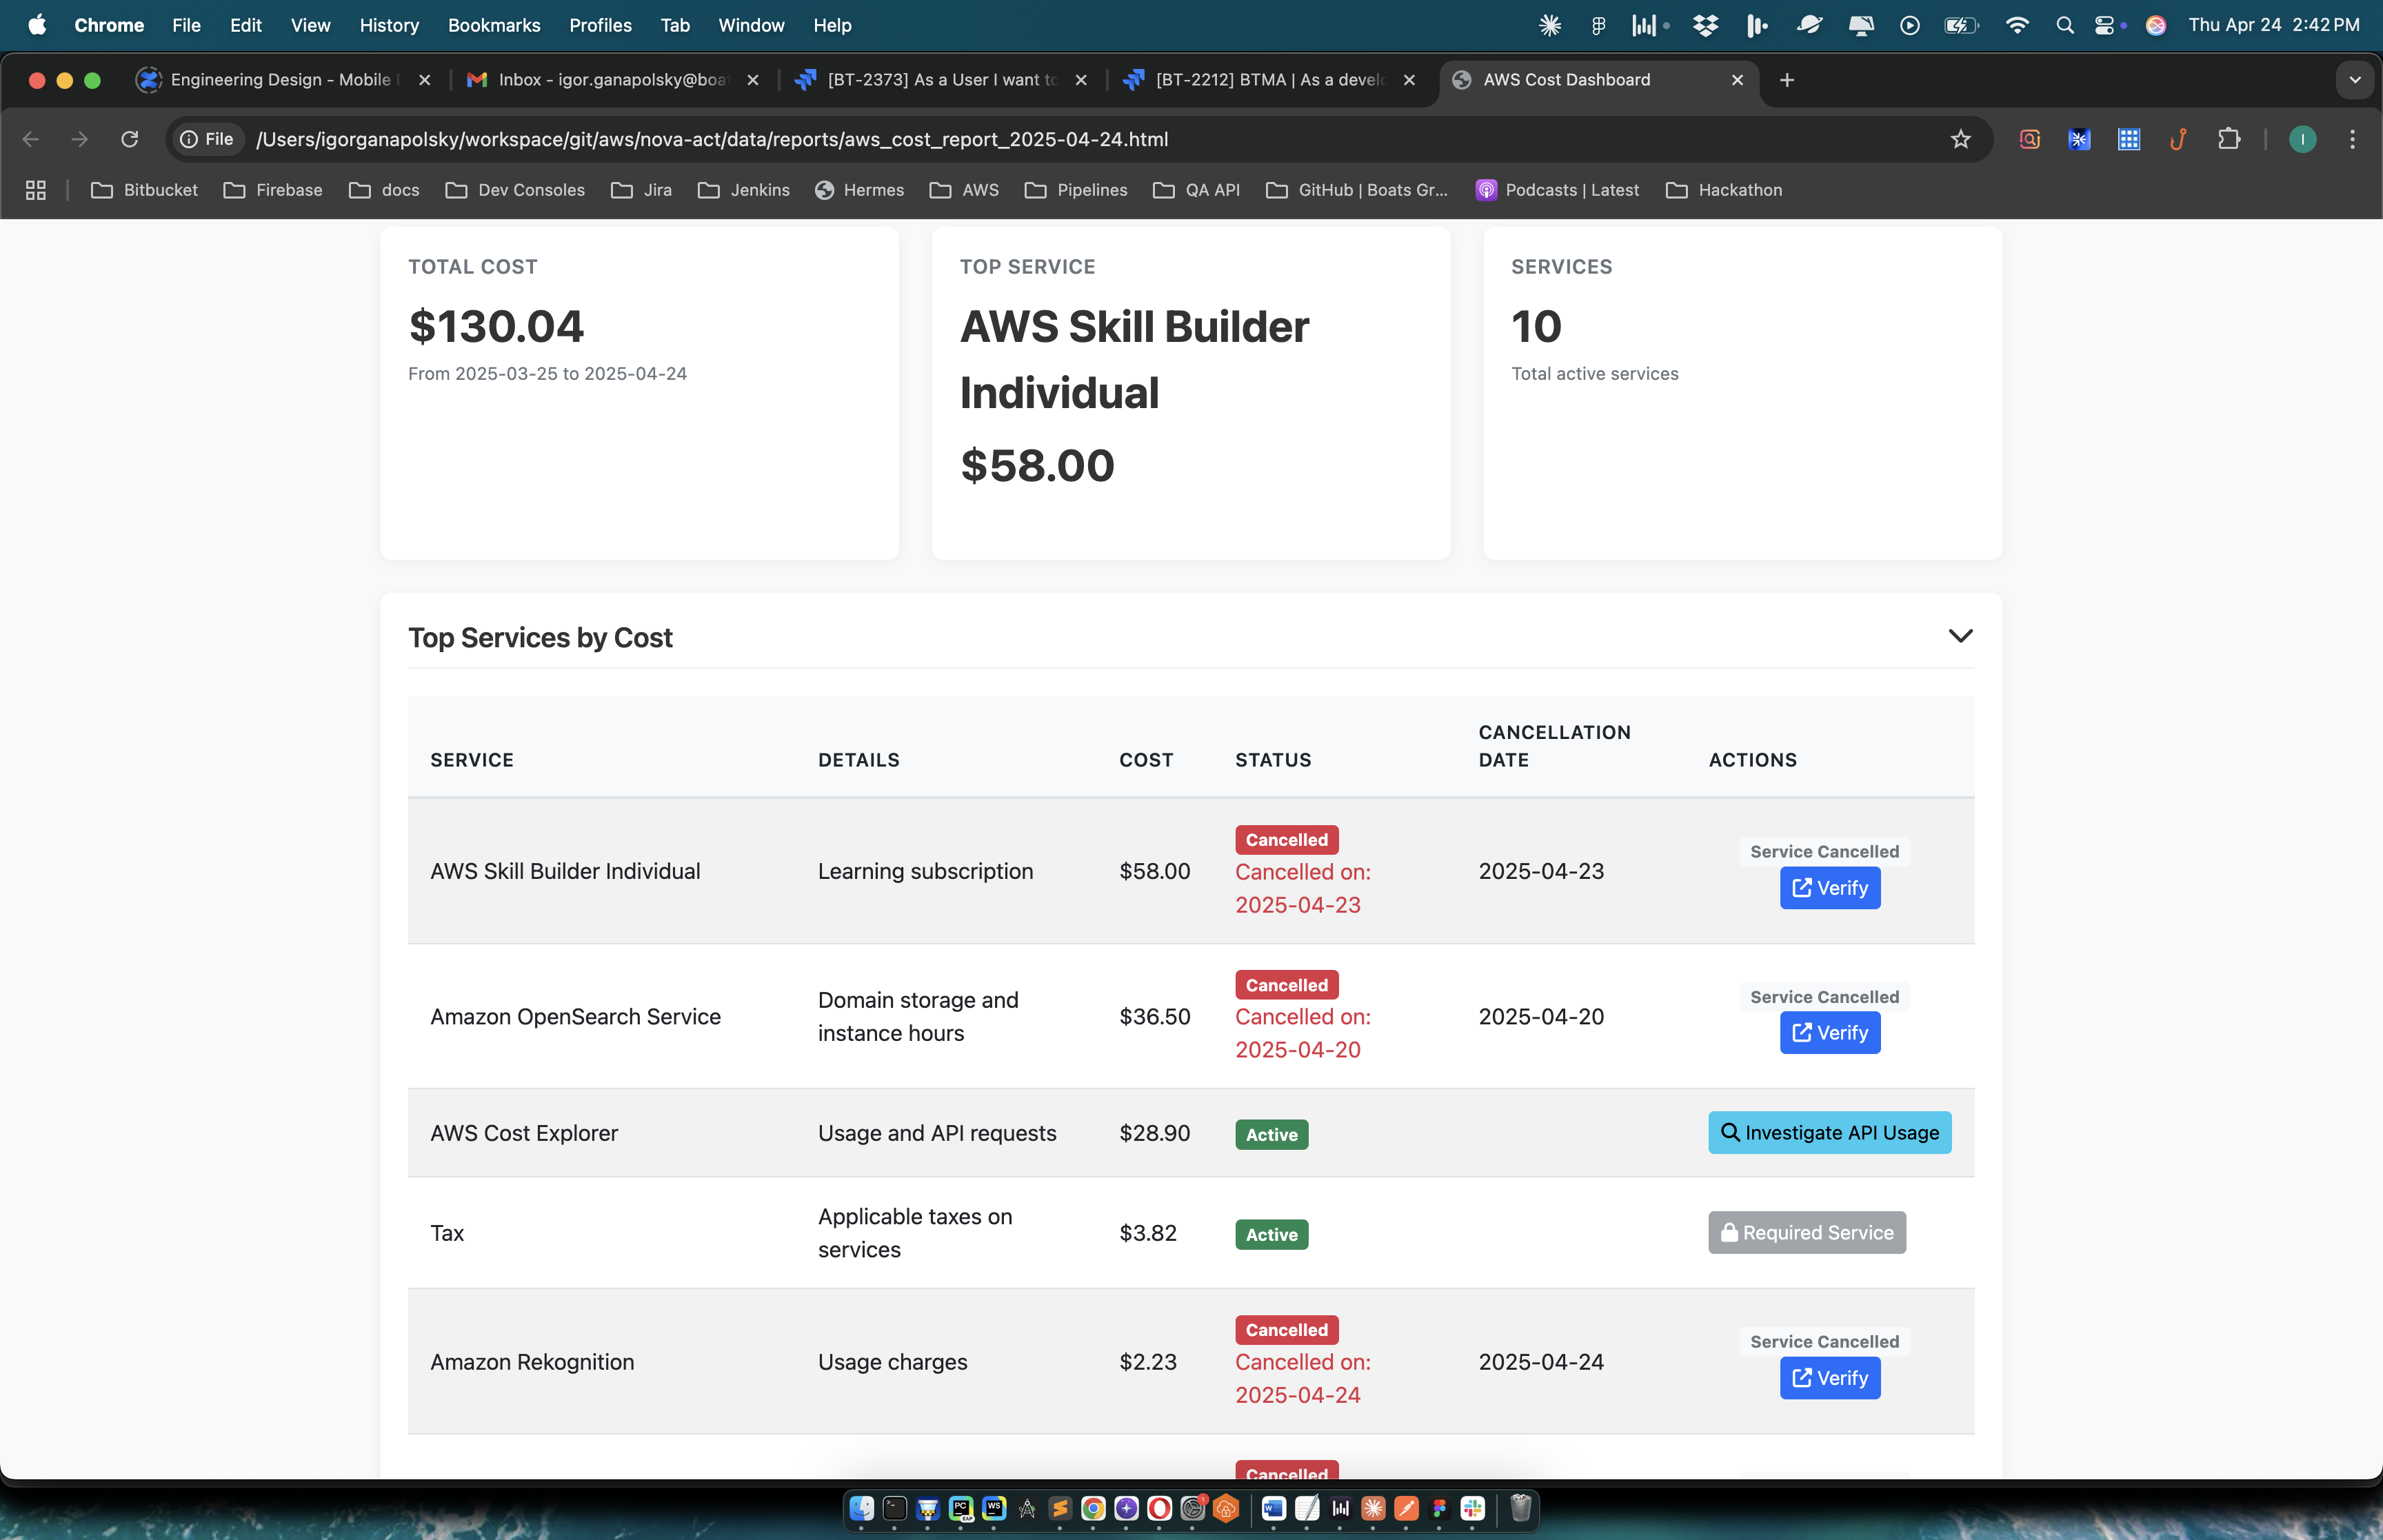 Chrome File Edit View History Bookmarks Profiles Tab Window Help Thu Apr 24 2:42 PM
Engineering Design - Mobile Inbox - igor.ganapolsky@boa [BT-2373] As a User I want to [BT-2212] BTMA | As a develo AWS Cost Dashboard
File /Users/igorganapolsky/workspace/git/aws/nova-act/data/reports/aws_cost_report_2025-04-24.html I
Bitbucket Firebase docs Dev Consoles Jira Jenkins Hermes AWS Pipelines QA API GitHub | Boats Gr... Podcasts | Latest Hackathon
TOTAL COST
$130.04
From 2025-03-25 to 2025-04-24
TOP SERVICE
AWS Skill Builder
Individual
$58.00
SERVICES
10
Total active services
Top Services by Cost
SERVICE DETAILS COST STATUS CANCELLATION DATE ACTIONS
AWS Skill Builder Individual Learning subscription $58.00 Cancelled
Cancelled on:
2025-04-23
2025-04-23
Service Cancelled
Verify
Amazon OpenSearch Service
Domain storage and
instance hours
$36.50
Cancelled
Cancelled on:
2025-04-20
2025-04-20
Service Cancelled
Verify
AWS Cost Explorer Usage and API requests $28.90 Active Investigate API Usage
Tax
Applicable taxes on
services
$3.82 Active Required Service
Amazon Rekognition Usage charges $2.23
Cancelled
Cancelled on:
2025-04-24
2025-04-24
Service Cancelled
Verify
Cancelled